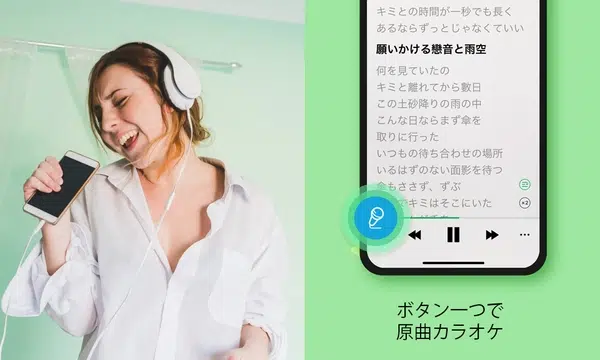 キミとの時間が一秒でも長く
あるならずっとじゃなくていい
願いかける戀音と雨空
何を見ていたの
キミと離れてから數日
この土砂降りの雨の中
こんな日ならまず傘を
取りに行った
いつもの待ち合わせの場所
いるはずのない面影を待つ
傘もささず、ずぶ
でキミはそこにいた
×2
ボタン一つで
原曲カラオケ